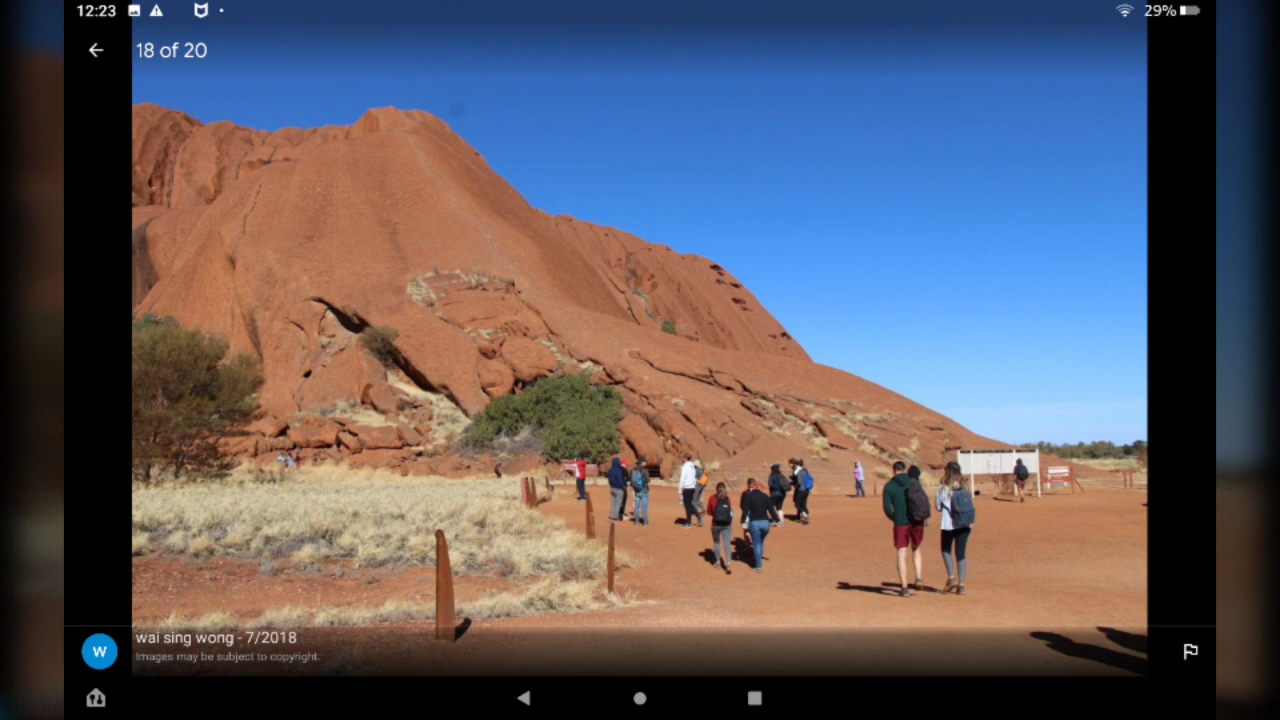 12:23
29%
18 of 20
W
wai sing wong - 7/2018
Images may be subject to copyright.